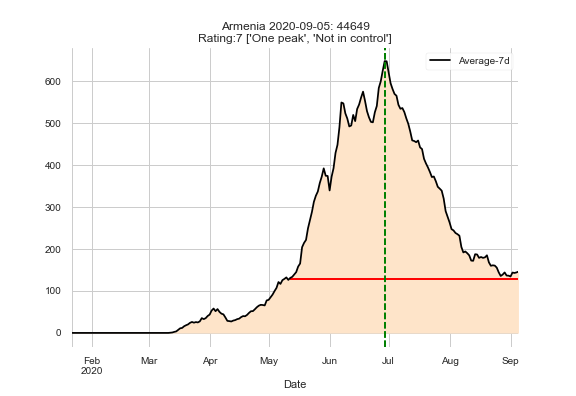 Armenia 2020-09-05: 44649
Rating:7 ['One peak', 'Not in control']
Average-7d
600
500
400
300
200
100
0
Feb
2020
Mar
Apr
May
Jun
Jul
Aug
Sep
Date